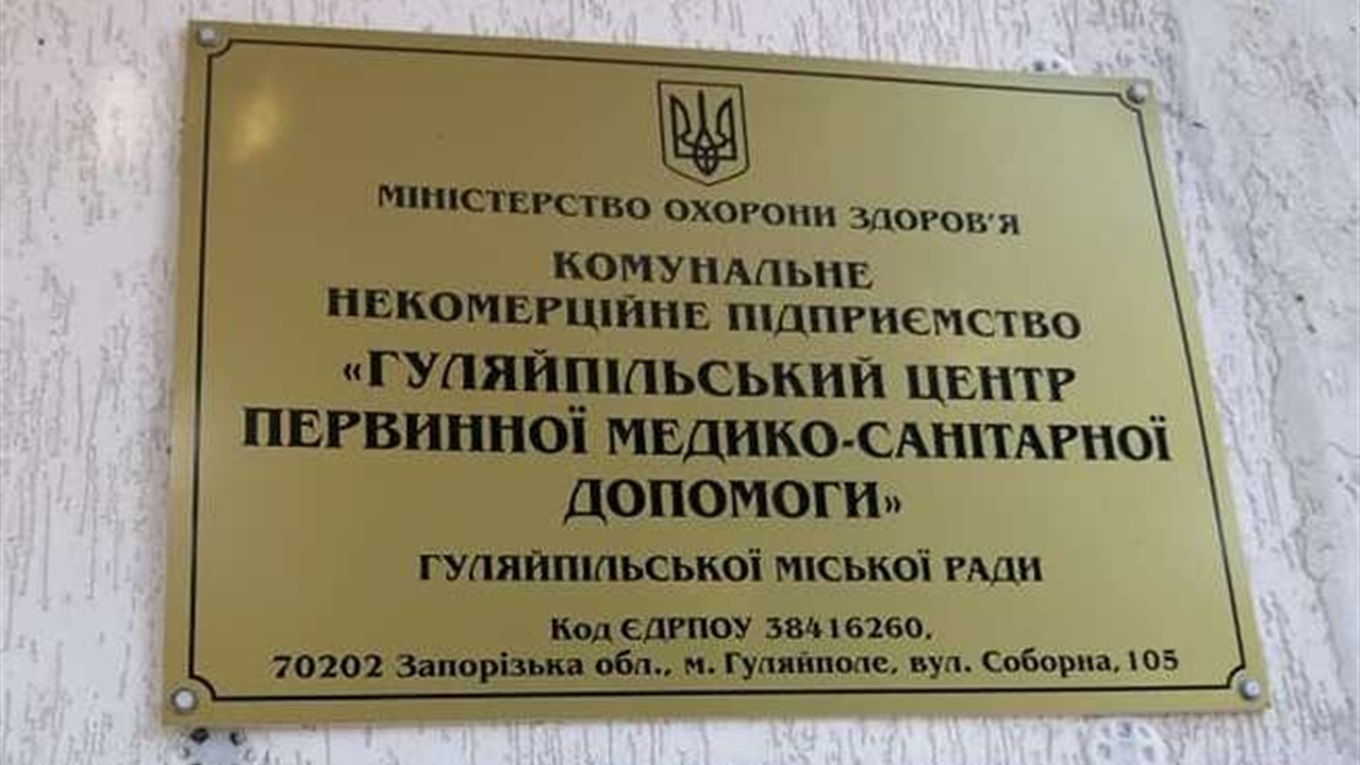 МІНІСТЕРСТВО ОХОРОНИ ЗДОРОВ'Я
КОМУНАЛЬНЕ
НЕКОМЕРЦІЙНЕ ПІДПРИЄМСТВО
«ГУЛЯЙПІЛЬСЬКИЙ ЦЕНТР
ПЕРВИННОЇ МЕДИКО-САНІТАРНОЇ
ДОПОМОГИ»
ГУЛЯЙПІЛЬСЬКОЇ МІСЬКОЇ РАДИ
Код ЄДРПОУ 38416260,
70202 Запорізька обл., м. Гуляйполе, вул. Соборна, 105